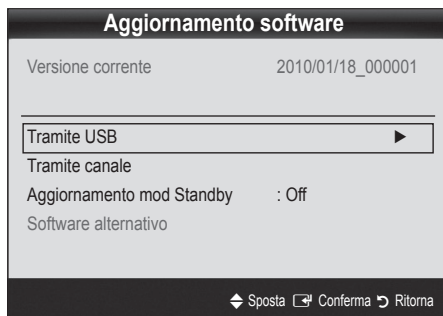 Aggiornamento software
Versione corrente 2010/01/18_000001
Tramite USB
Tramite canale
Aggiornamento mod Standby : Off
Software alternativo
Sposta Conferma Ritorna